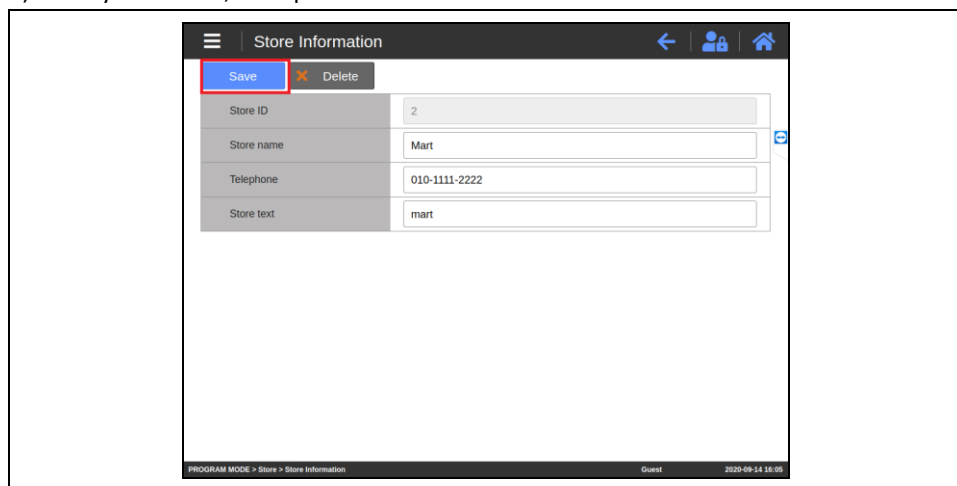 Store Information
Save Delete
Store ID 2
Store name Mart
Telephone 010-1111-2222
Store text mart
PROGRAM MODE > Store > Store Information Guest 2020-09-14 16:05